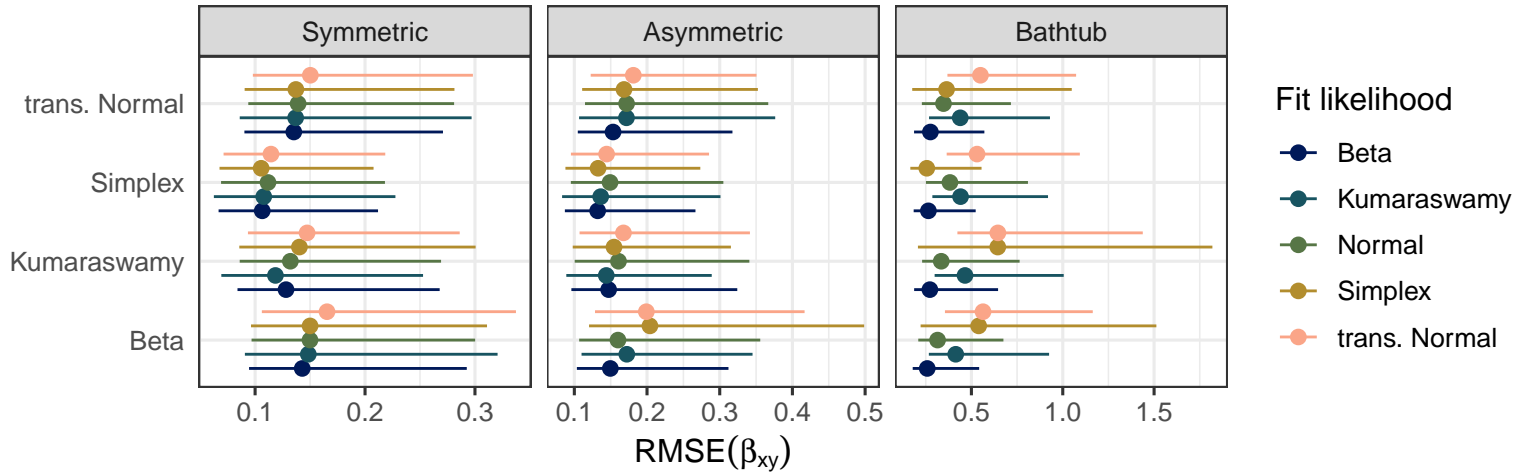 Symmetric
Asymmetric
Bathtub
trans. Normal
Simplex
Kumaraswamy
Beta
0.1 0.2 0.3
0.1 0.2 0.3 0.4 0.5
0.5 1.0 1.5
RMSE(βxy)
Fit likelihood
Beta
Kumaraswamy
Normal
Simplex
trans. Normal